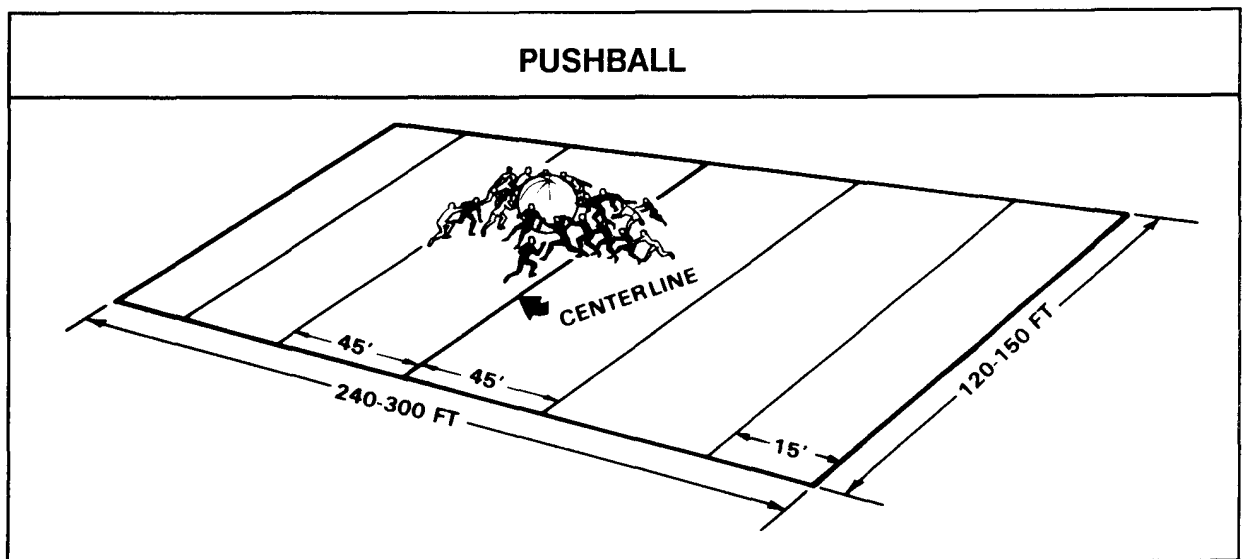 PUSHBALL
CENTERLINE
45'
45'
240-300 FT
15'
120-150 FT